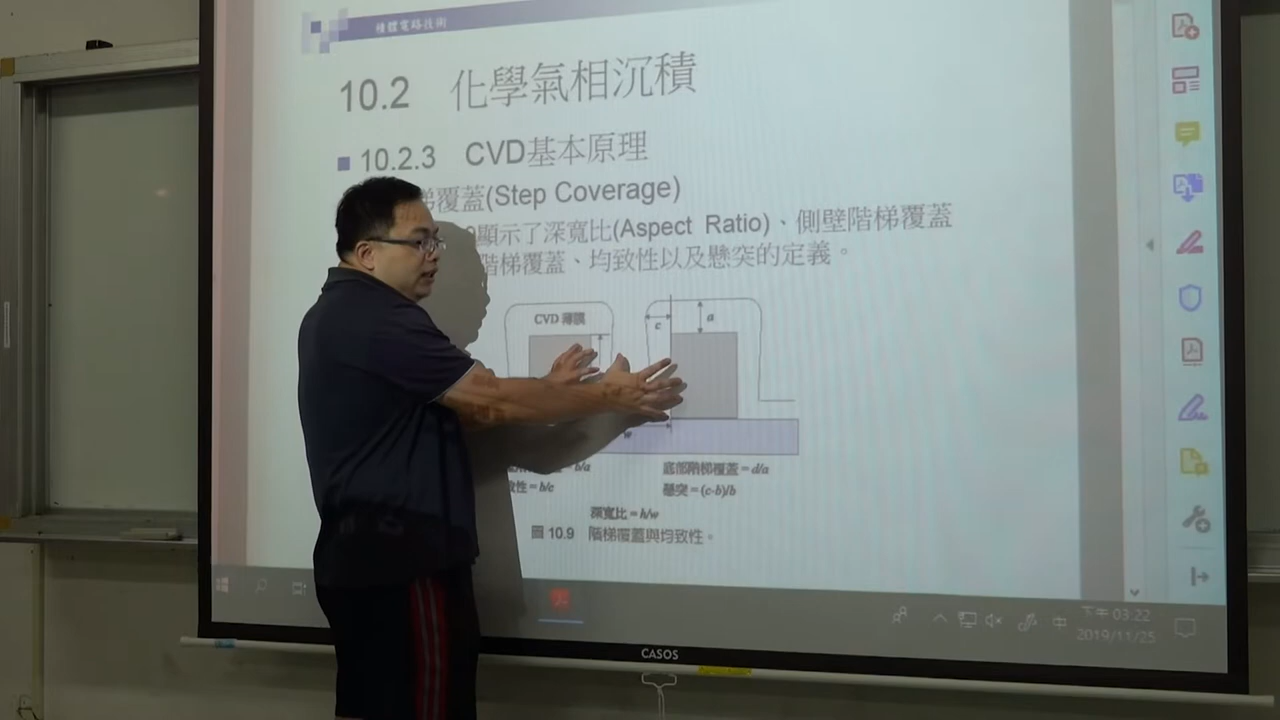 積體電路技術
10.2 化學氣相沉積
10.2.3 CVD基本原理
梯覆蓋(Step Coverage)
顯示了深寬比(Aspect Ratio)、側壁階梯覆蓋
階梯覆蓋、均致性以及懸突的定義。
CVD 薄膜
c
a
w
b/a
底部階梯覆蓋=d/a
性=b/c
懸突=(c-b)/b
深寬比=h/w
圖 10.9 階梯覆蓋與均致性。
中
下午 03:22
2019/11/25
CASOS